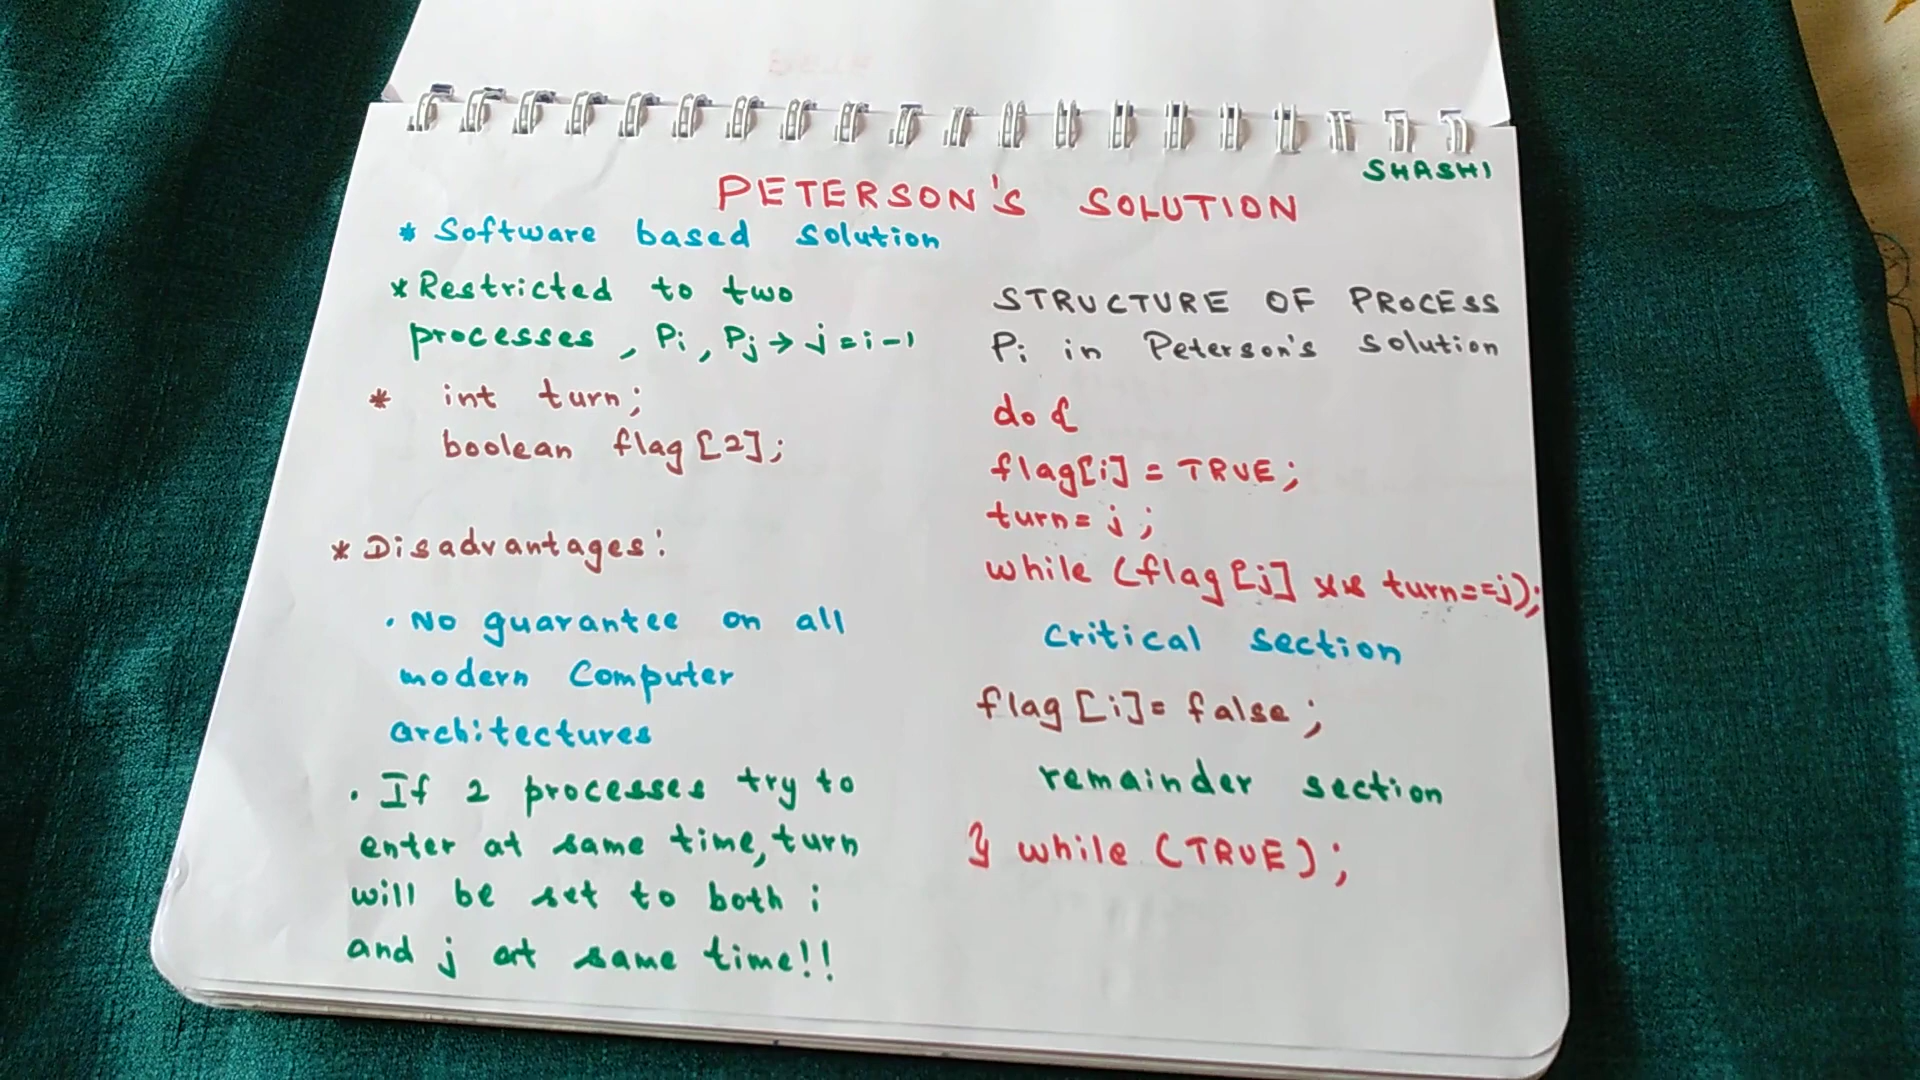 SHASHI
PETERSON'S SOLUTION
* Software based solution
* Restricted to two
processes, Pi, Pj → j = i - 1
* int turn;
boolean flag [2];
* Disadvantages:
. No guarantee on all
modern Computer
architectures
. If 2 processes try to
enter at same time, turn
will be set to both i
and j at same time!!
STRUCTURE OF PROCESS
Pi in Peterson's solution
do {
flag[i] = TRUE;
turn = j ;
while (flag [j] && turn == j);
Critical section
flag [i] = false ;
remainder section
} while (TRUE) ;